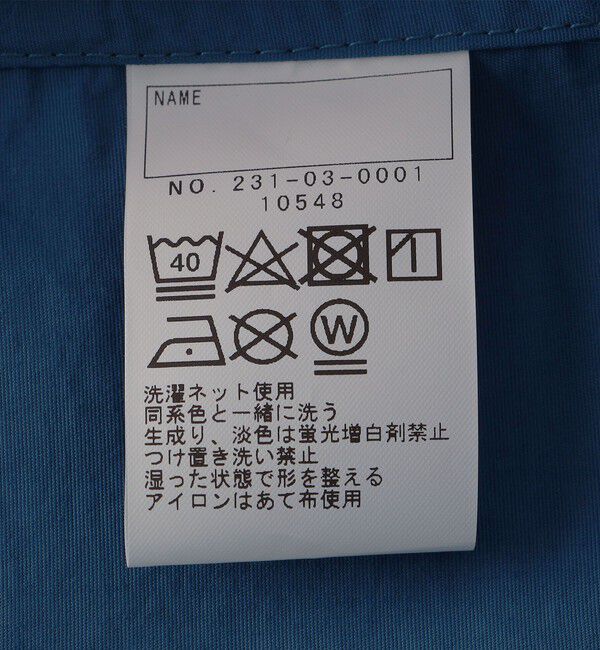 NAME
NO. 231-03-0001
10548
40
W
洗濯ネット使用
同系色と一緒に洗う
生成り、淡色は蛍光増白剤禁止
つけ置き洗い禁止
湿った状態で形を整える
アイロンはあて布使用